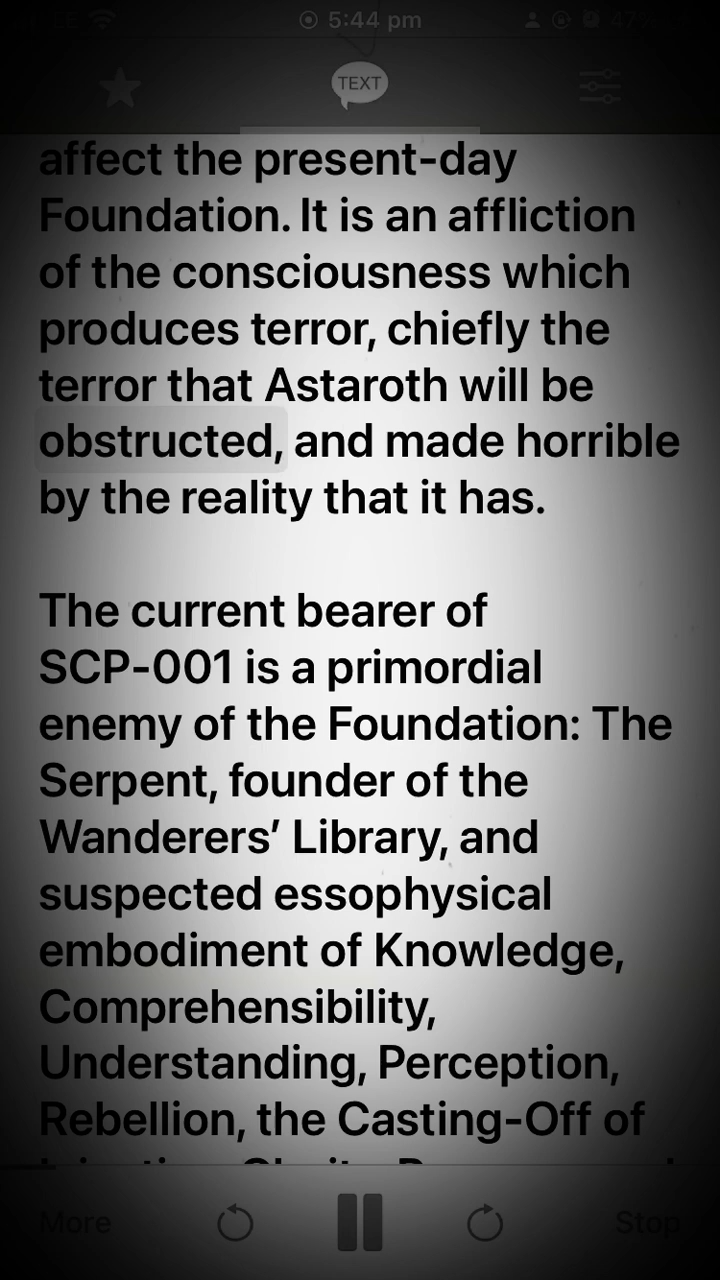 EE 5:44 pm 47
TEXT
affect the present-day
Foundation. It is an affliction
of the consciousness which
produces terror, chiefly the
terror that Astaroth will be
obstructed, and made horrible
by the reality that it has.
The current bearer of
SCP-001 is a primordial
enemy of the Foundation: The
Serpent, founder of the
Wanderers’ Library, and
suspected essophysical
embodiment of Knowledge,
Comprehensibility,
Understanding, Perception,
Rebellion, the Casting-Off of
More Stop